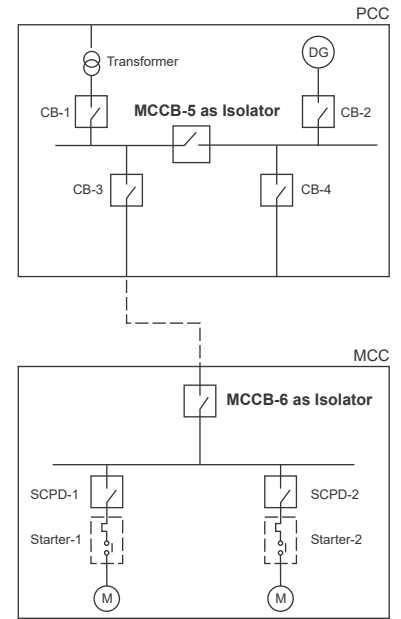 PCC
Transformer
DG
CB-1
MCCB-5 as Isolator
CB-2
CB-3
CB-4
MCC
MCCB-6 as Isolator
SCPD-1
SCPD-2
Starter-1
Starter-2
M
M